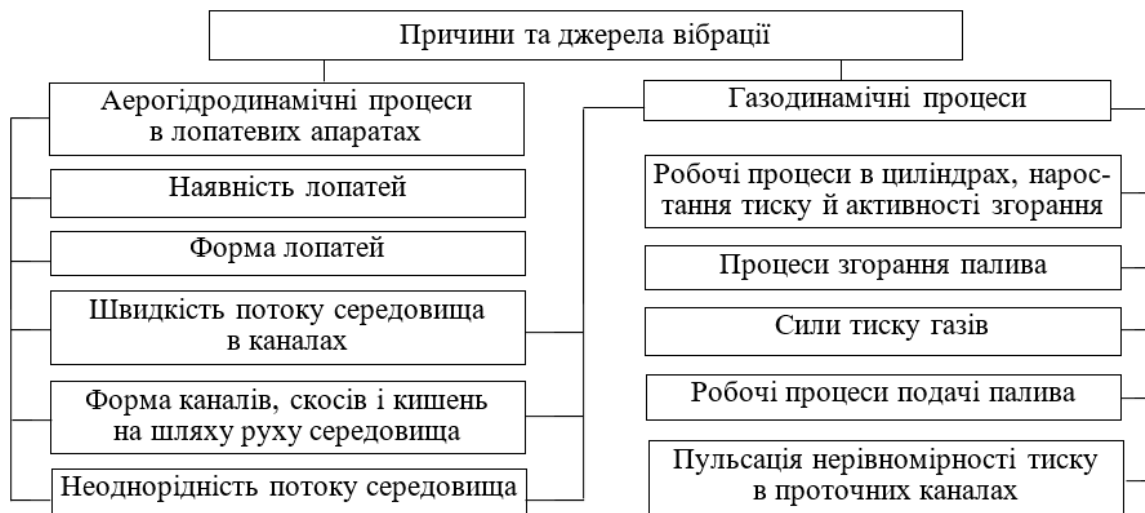 Причини та джерела вібрації
Аерогідродинамічні процеси
в лопатевих апаратах
Наявність лопатей
Форма лопатей
Швидкість потоку середовища
в каналах
Форма каналів, скосів і кишень
на шляху руху середовища
Неоднорідність потоку середовища
Газодинамічні процеси
Робочі процеси в циліндрах, нарос-
тання тиску й активності згорання
Процеси згорання палива
Сили тиску газів
Робочі процеси подачі палива
Пульсація нерівномірності тиску
в проточних каналах